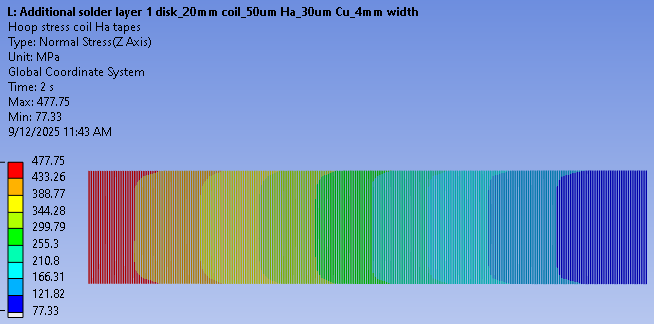 L: Additional solder layer 1 disk_20mm coil_50um Ha_30um Cu_4mm width
Hoop stress coil Ha tapes
Type: Normal Stress(Z Axis)
Unit: MPa
Global Coordinate System
Time: 2 s
Max: 477.75
Min: 77.33
9/12/2025 11:43 AM
477.75
433.26
388.77
344.28
299.79
255.3
210.8
166.31
121.82
77.33